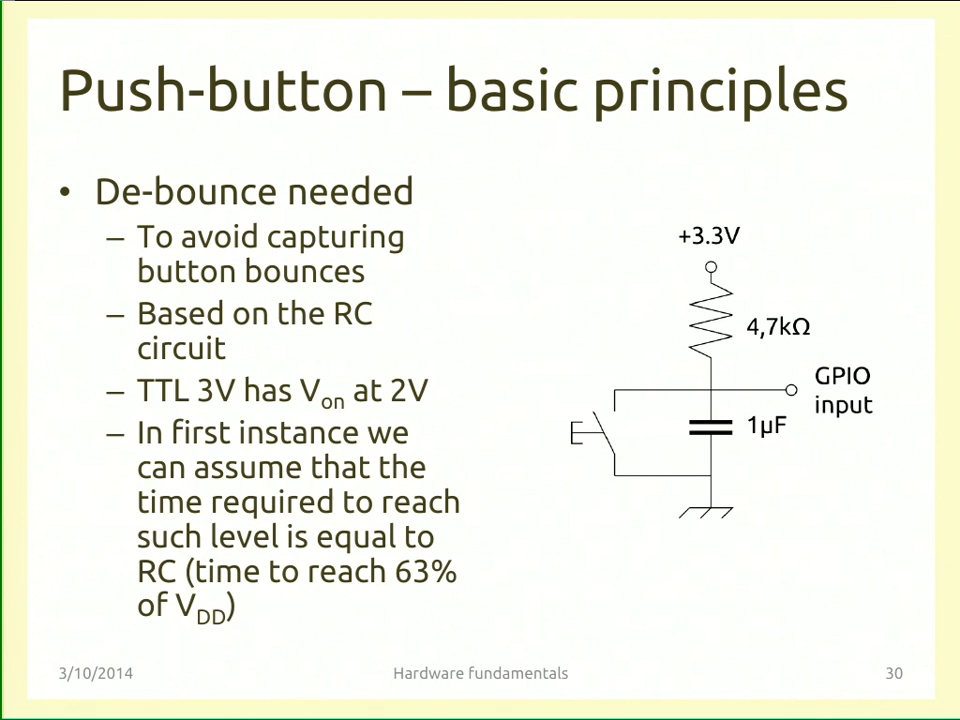 Push-button – basic principles
• De-bounce needed
– To avoid capturing
button bounces
– Based on the RC
circuit
– TTL 3V has Von at 2V
– In first instance we
can assume that the
time required to reach
such level is equal to
RC (time to reach 63%
of VDD)
+3.3V
4,7kΩ
GPIO
input
1µF
3/10/2014
Hardware fundamentals
30